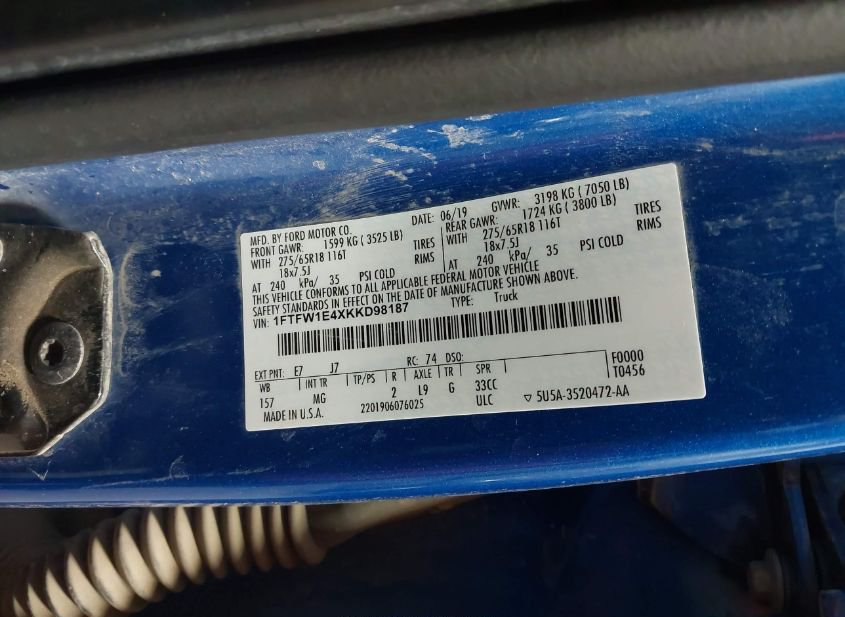 MFD. BY FORD MOTOR CO. DATE: 06/19 GVWR: 3198 KG ( 7050 LB)
FRONT GAWR: 1599 KG ( 3525 LB) REAR GAWR: 1724 KG ( 3800 LB)
WITH 275/65R18 116T TIRES WITH 275/65R18 116T TIRES
18x7.5J RIMS 18x7.5J RIMS
AT 240 kPa/ 35 PSI COLD AT 240 kPa/ 35 PSI COLD
THIS VEHICLE CONFORMS TO ALL APPLICABLE FEDERAL MOTOR VEHICLE
SAFETY STANDARDS IN EFFECT ON THE DATE OF MANUFACTURE SHOWN ABOVE.
VIN: 1FTFW1E4XKKD98187 TYPE: Truck
EXT PNT: E7 J7 RC: 74 DSO: F0000
WB INT TR TP/PS R AXLE TR SPR T0456
157 MG 2 L9 G 33CC
MADE IN U.S.A. 2201906076025 ULC ▽ 5U5A-3520472-AA